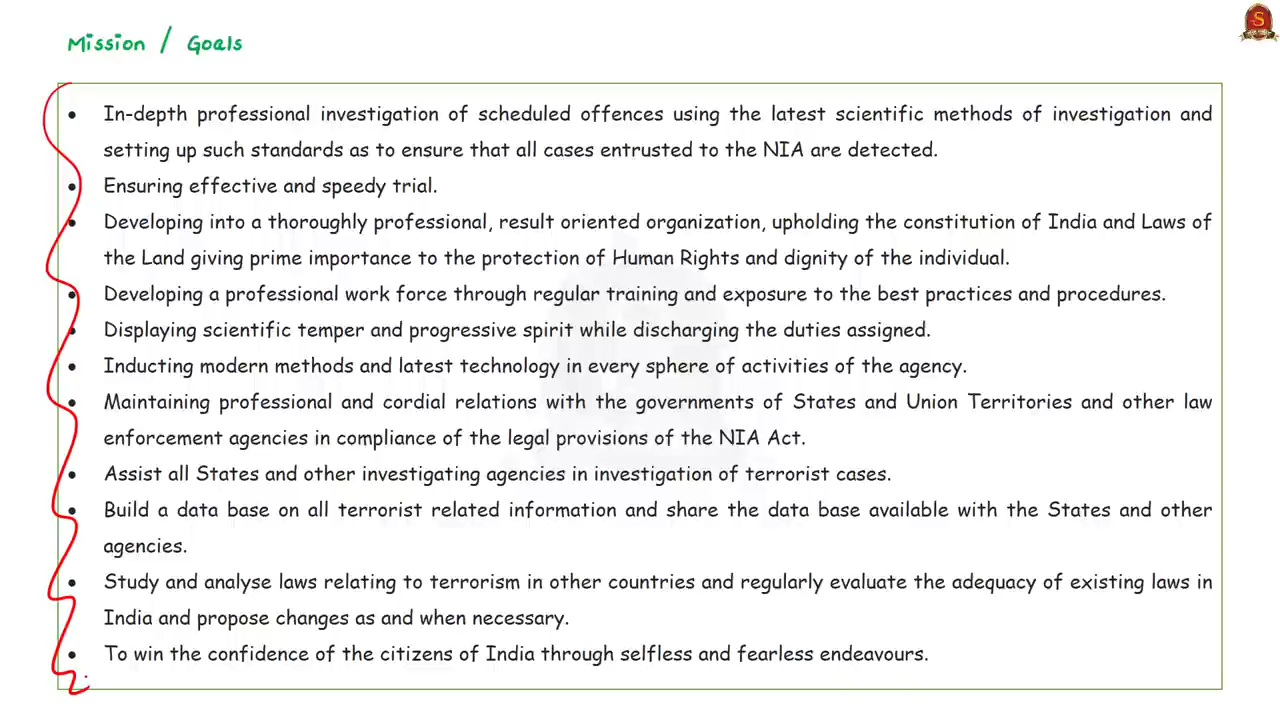 Mission / Goals
S
• In-depth professional investigation of scheduled offences using the latest scientific methods of investigation and
setting up such standards as to ensure that all cases entrusted to the NIA are detected.
• Ensuring effective and speedy trial.
• Developing into a thoroughly professional, result oriented organization, upholding the constitution of India and Laws of
the Land giving prime importance to the protection of Human Rights and dignity of the individual.
• Developing a professional work force through regular training and exposure to the best practices and procedures.
• Displaying scientific temper and progressive spirit while discharging the duties assigned.
• Inducting modern methods and latest technology in every sphere of activities of the agency.
• Maintaining professional and cordial relations with the governments of States and Union Territories and other law
enforcement agencies in compliance of the legal provisions of the NIA Act.
• Assist all States and other investigating agencies in investigation of terrorist cases.
• Build a data base on all terrorist related information and share the data base available with the States and other
agencies.
• Study and analyse laws relating to terrorism in other countries and regularly evaluate the adequacy of existing laws in
India and propose changes as and when necessary.
• To win the confidence of the citizens of India through selfless and fearless endeavours.